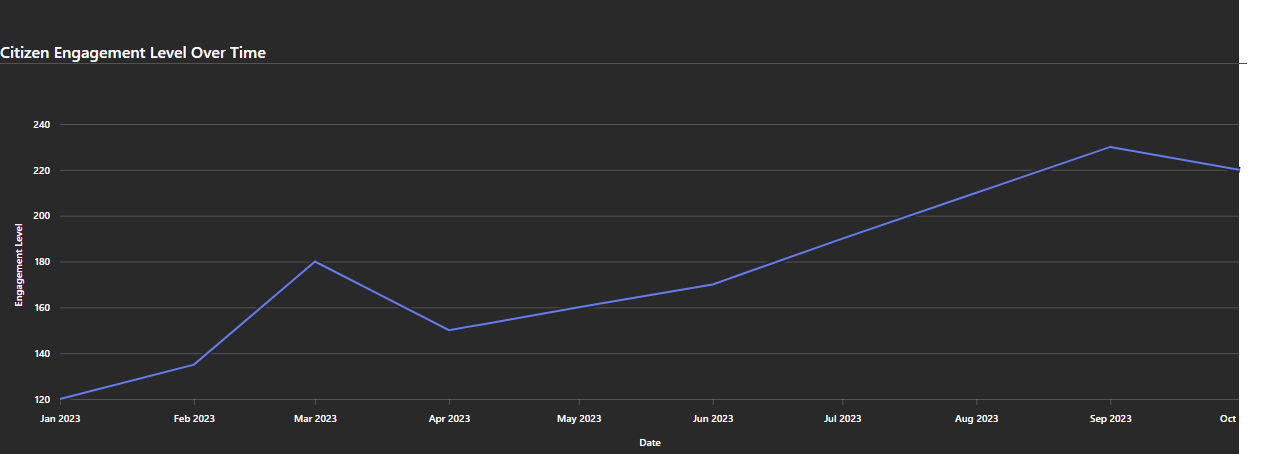 Citizen Engagement Level Over Time
240
220
200
180
160
140
120
Engagement Level
Jan 2023 Feb 2023 Mar 2023 Apr 2023 May 2023 Jun 2023 Jul 2023 Aug 2023 Sep 2023 Oct
Date